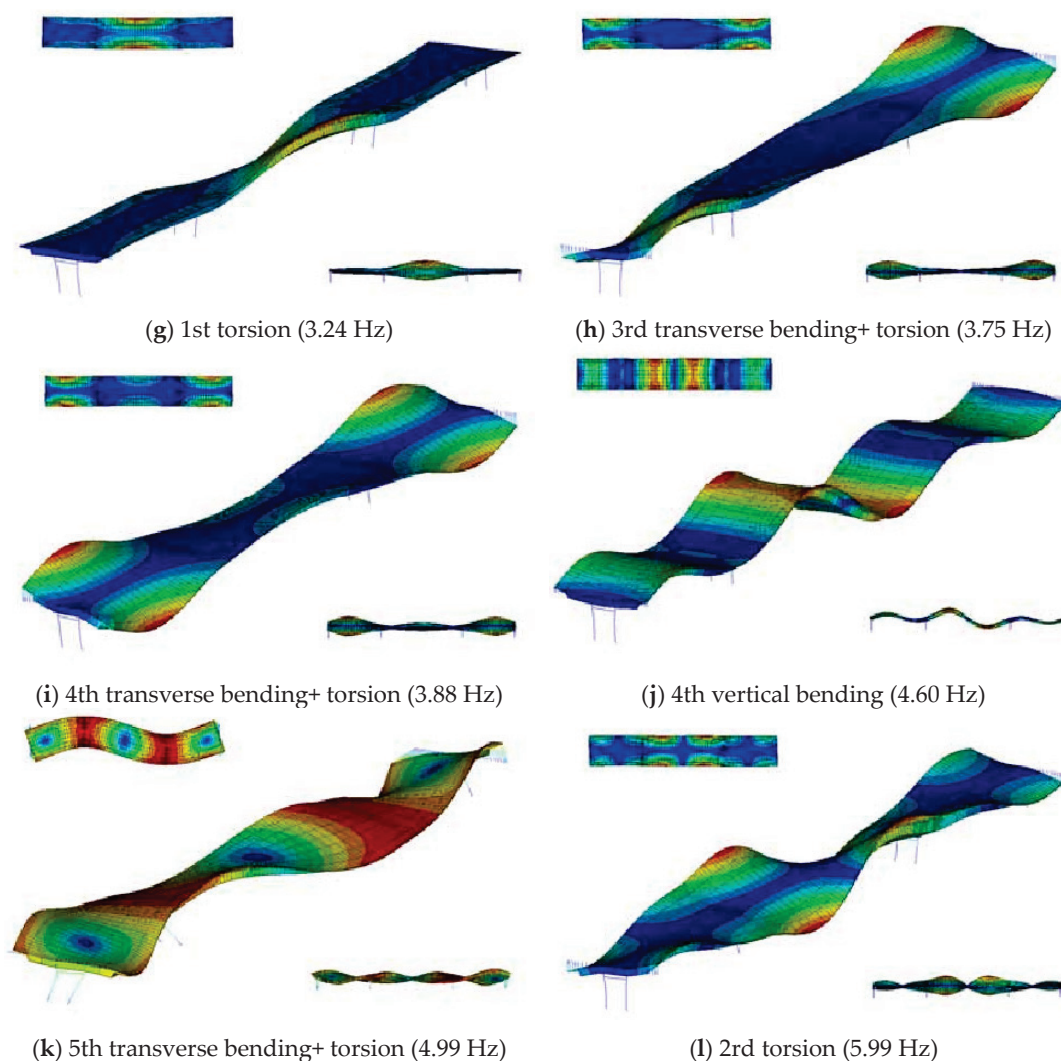 (g) 1st torsion (3.24 Hz)
(h) 3rd transverse bending+ torsion (3.75 Hz)
(i) 4th transverse bending+ torsion (3.88 Hz)
(j) 4th vertical bending (4.60 Hz)
(k) 5th transverse bending+ torsion (4.99 Hz)
(l) 2rd torsion (5.99 Hz)